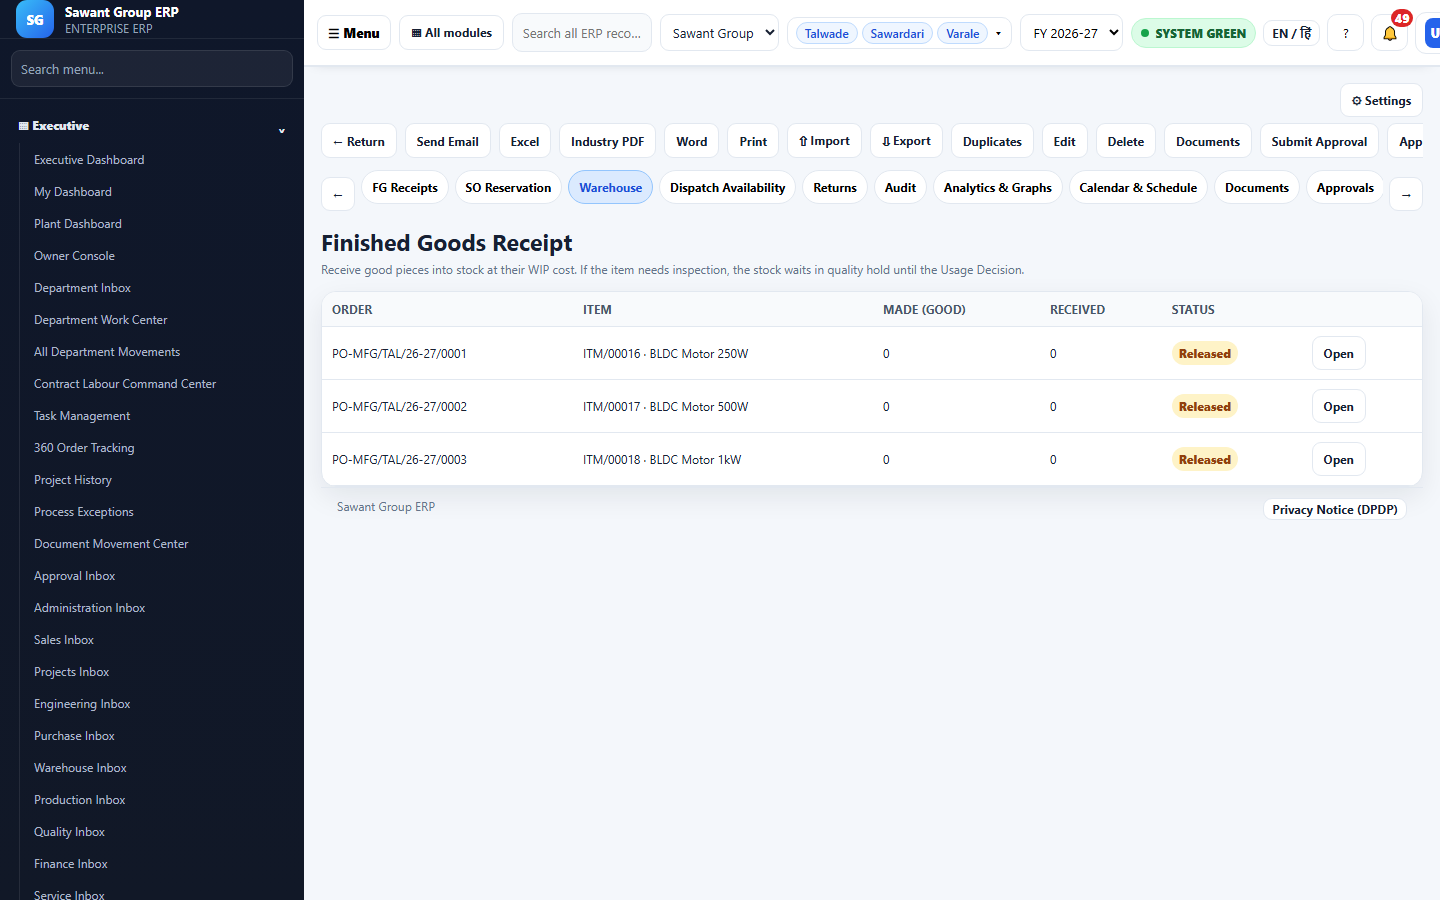 SG
Sawant Group ERP
ENTERPRISE ERP
Search menu...
Executive
Executive Dashboard
My Dashboard
Plant Dashboard
Owner Console
Department Inbox
Department Work Center
All Department Movements
Contract Labour Command Center
Task Management
360 Order Tracking
Project History
Process Exceptions
Document Movement Center
Approval Inbox
Administration Inbox
Sales Inbox
Projects Inbox
Engineering Inbox
Purchase Inbox
Warehouse Inbox
Production Inbox
Quality Inbox
Finance Inbox
Service Inbox
☰ Menu All modules Search all ERP reco... Sawant Group Talwade Sawardari Varale FY 2026-27 SYSTEM GREEN EN / हिं ? 49 U
⚙ Settings
← Return Send Email Excel Industry PDF Word Print ⇧ Import ⇩ Export Duplicates Edit Delete Documents Submit Approval App
← FG Receipts SO Reservation Warehouse Dispatch Availability Returns Audit Analytics & Graphs Calendar & Schedule Documents Approvals →
Finished Goods Receipt
Receive good pieces into stock at their WIP cost. If the item needs inspection, the stock waits in quality hold until the Usage Decision.
ORDER ITEM MADE (GOOD) RECEIVED STATUS
PO-MFG/TAL/26-27/0001 ITM/00016 · BLDC Motor 250W 0 0 Released Open
PO-MFG/TAL/26-27/0002 ITM/00017 · BLDC Motor 500W 0 0 Released Open
PO-MFG/TAL/26-27/0003 ITM/00018 · BLDC Motor 1kW 0 0 Released Open
Sawant Group ERP Privacy Notice (DPDP)